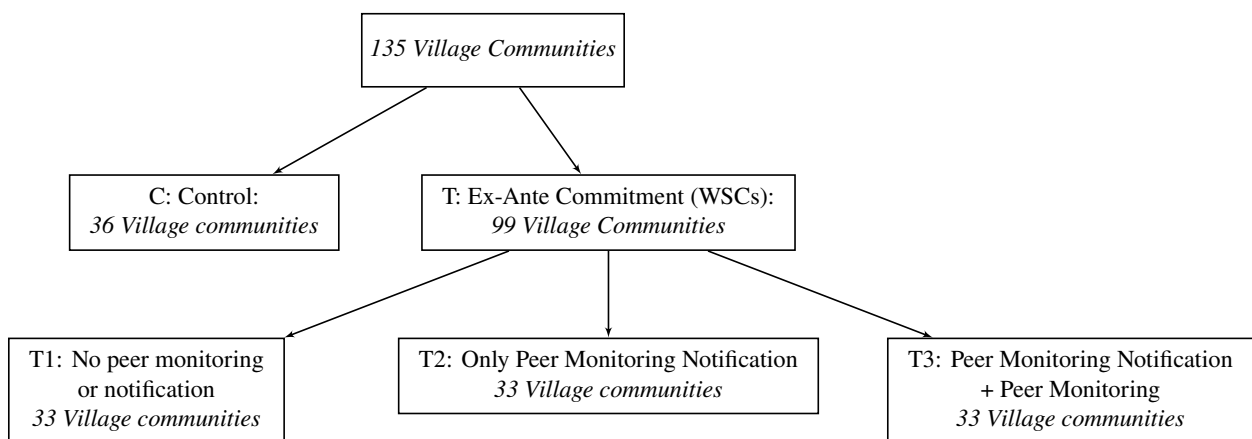 135 Village Communities
C: Control:
36 Village communities
T: Ex-Ante Commitment (WSCs):
99 Village Communities
T1: No peer monitoring
or notification
33 Village communities
T2: Only Peer Monitoring Notification
33 Village communities
T3: Peer Monitoring Notification
+ Peer Monitoring
33 Village communities